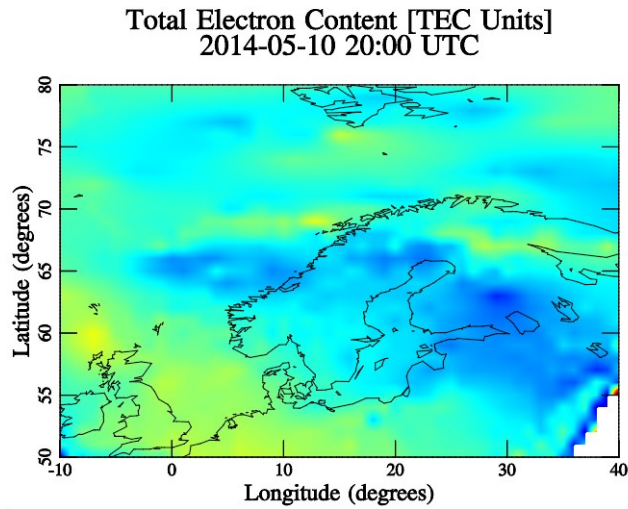 Total Electron Content [TEC Units]
2014-05-10 20:00 UTC
80
75
70
65
60
55
50
Latitude (degrees)
-10 0 10 20 30 40
Longitude (degrees)